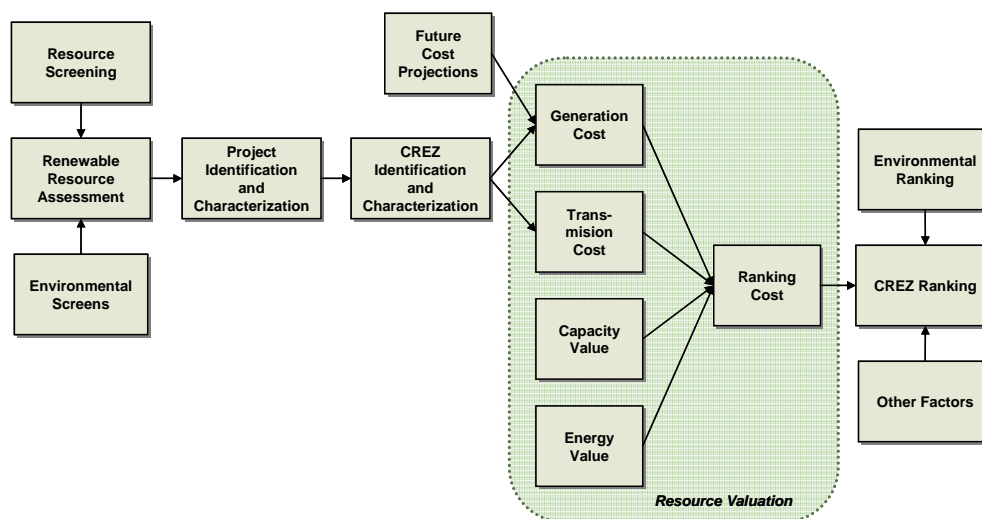 Resource
Screening
Renewable
Resource
Assessment
Environmental
Screens
Project
Identification
and
Characterization
CREZ
Identification
and
Characterization
Future
Cost
Projections
Generation
Cost
Trans-
mision
Cost
Capacity
Value
Energy
Value
Ranking
Cost
Resource Valuation
Environmental
Ranking
CREZ Ranking
Other Factors